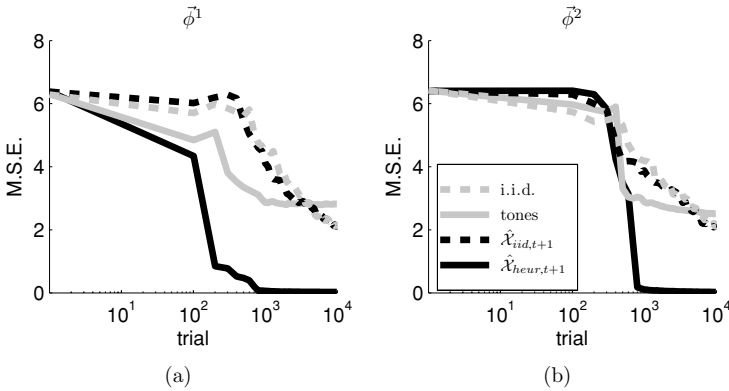 $\vec{\phi}^1$
M.S.E.
8
6
4
2
0
10^1 10^2 10^3 10^4
trial
(a)
$\vec{\phi}^2$
M.S.E.
8
6
4
2
0
i.i.d.
tones
$\hat{\mathcal{X}}_{iid,t+1}$
$\hat{\mathcal{X}}_{heur,t+1}$
10^1 10^2 10^3 10^4
trial
(b)